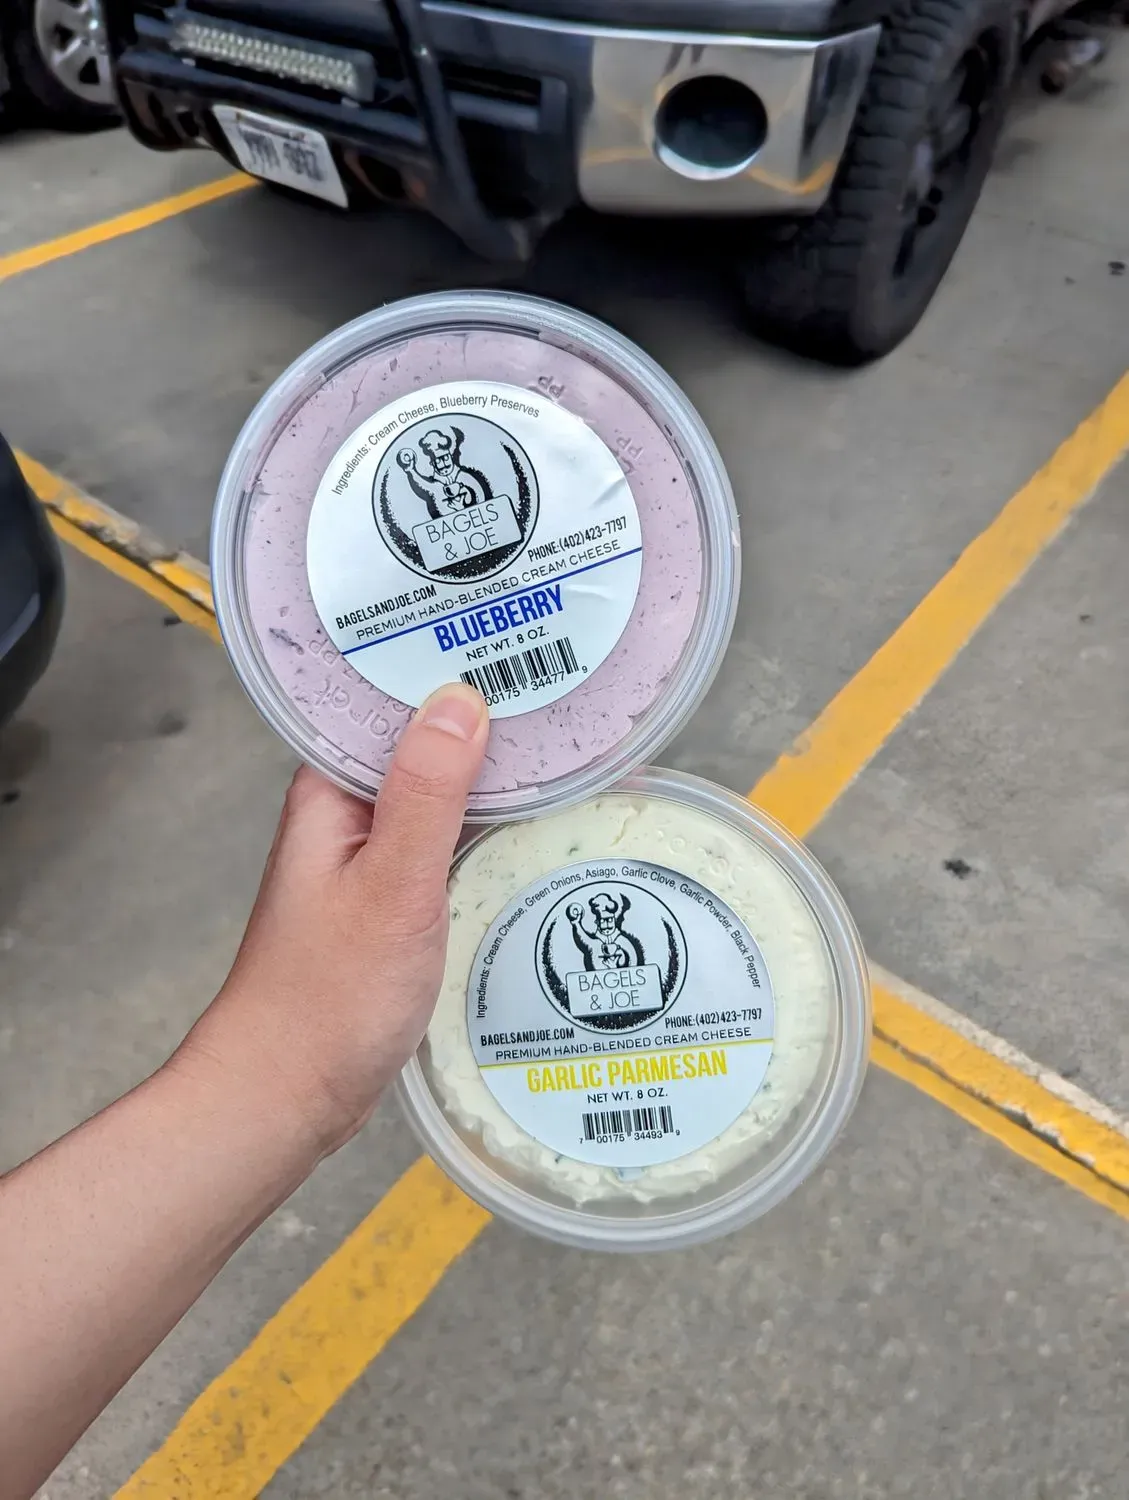 Ingredients: Cream Cheese, Blueberry Preserves
BAGELS
& JOE
BAGELSANDJOE.COM
PHONE:(402)423-7797
PREMIUM HAND-BLENDED CREAM CHEESE
BLUEBERRY
NET WT. 8 OZ.
00175 34477 9
Ingredients: Cream Cheese, Green Onions, Asiago, Garlic Clove, Garlic Powder, Black Pepper
BAGELS
& JOE
BAGELSANDJOE.COM
PHONE:(402)423-7797
PREMIUM HAND-BLENDED CREAM CHEESE
GARLIC PARMESAN
NET WT. 8 OZ.
7 00175 34493 9